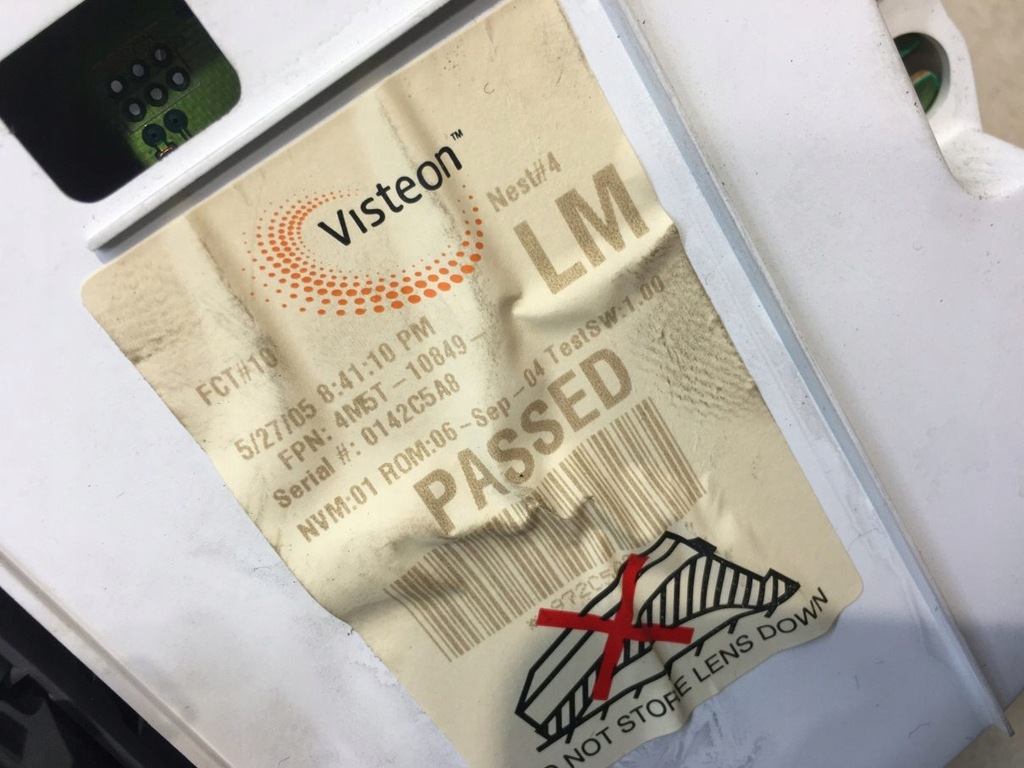 Visteon™
Nest#4
LM
FCT#10
5/27/05 8:41:10 PM
FPN: 4M5T-10849-
Serial #: 0142C5A8
NVM:01 ROM:06-Sep-04 TestSW:1.00
PASSED
NOT STORE LENS DOWN